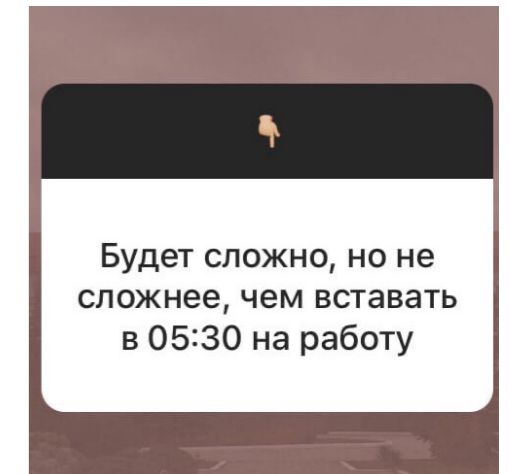 Будет сложно, но не
сложнее, чем вставать
в 05:30 на работу